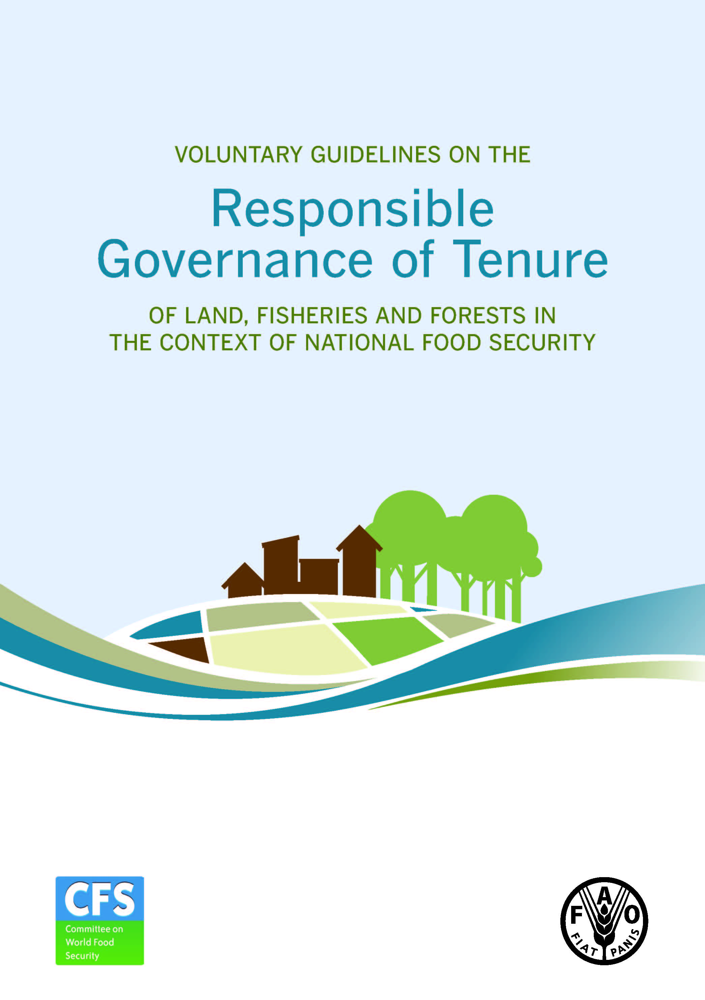 VOLUNTARY GUIDELINES ON THE
Responsible
Governance of Tenure
OF LAND, FISHERIES AND FORESTS IN
THE CONTEXT OF NATIONAL FOOD SECURITY
CFS
Committee on
World Food
Security
F A O
FIAT PANIS